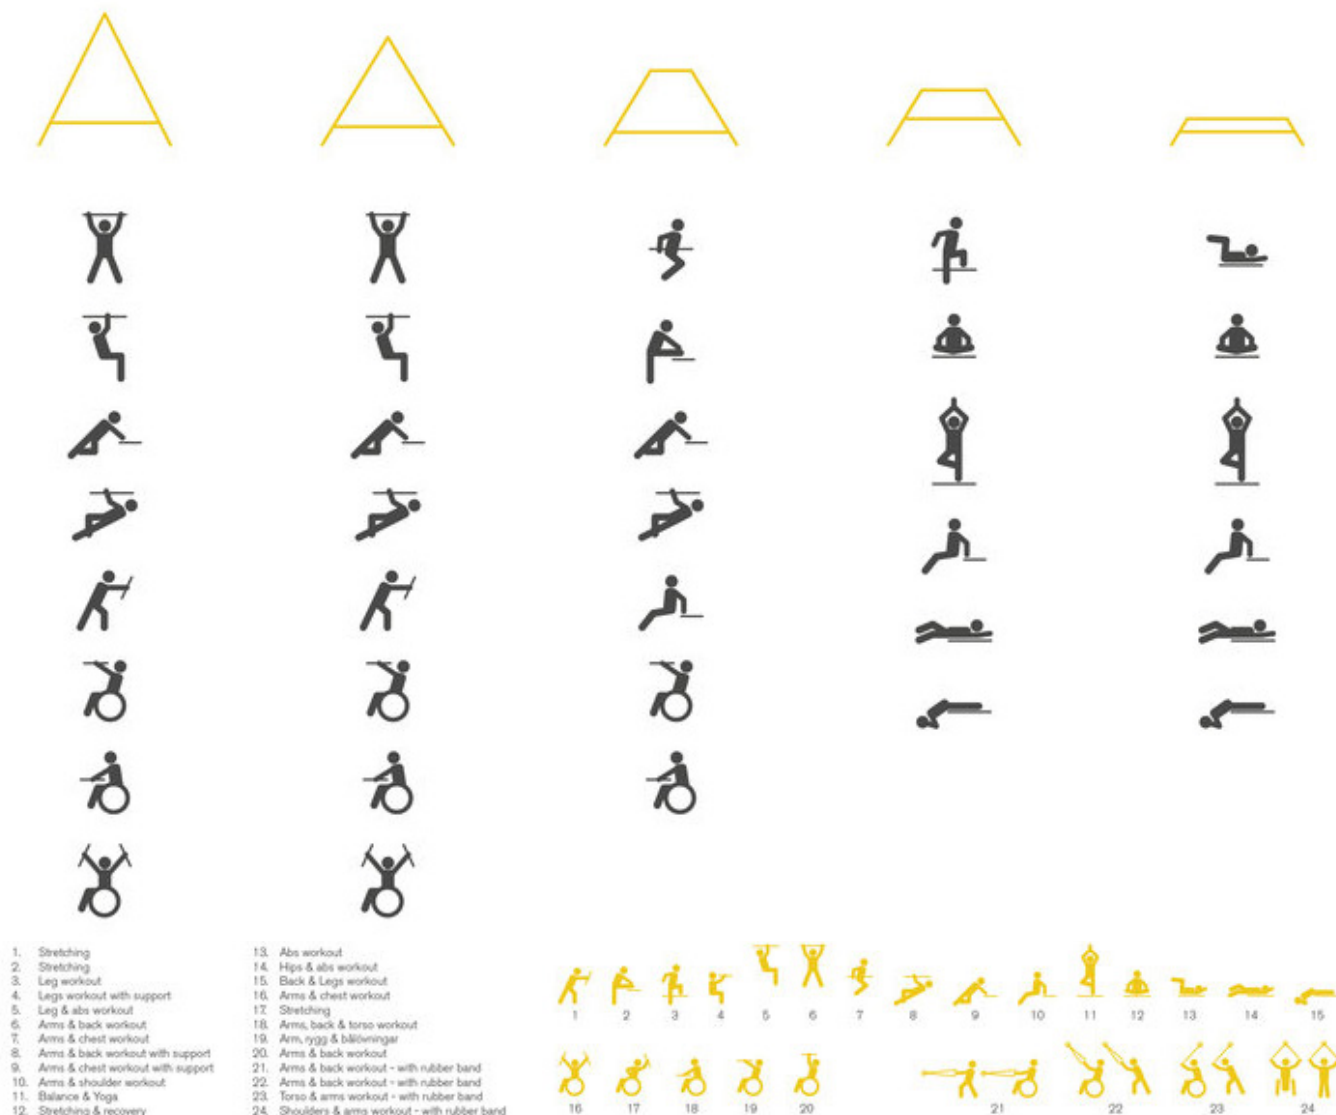 1. Stretching
2. Stretching
3. Leg workout
4. Legs workout with support
5. Leg & abs workout
6. Arms & back workout
7. Arms & chest workout
8. Arms & back workout with support
9. Arms & chest workout with support
10. Arms & shoulder workout
11. Balance & Yoga
12. Stretching & recovery
13. Abs workout
14. Hips & abs workout
15. Back & Legs workout
16. Arms & chest workout
17. Stretching
18. Arms, back & torso workout
19. Arm, rygg & bålövningar
20. Arms & back workout
21. Arms & back workout - with rubber band
22. Arms & back workout - with rubber band
23. Torso & arms workout - with rubber band
24. Shoulders & arms workout - with rubber band
1 2 3 4 5 6 7 8 9 10 11 12 13 14 15
16 17 18 19 20 21 22 23 24